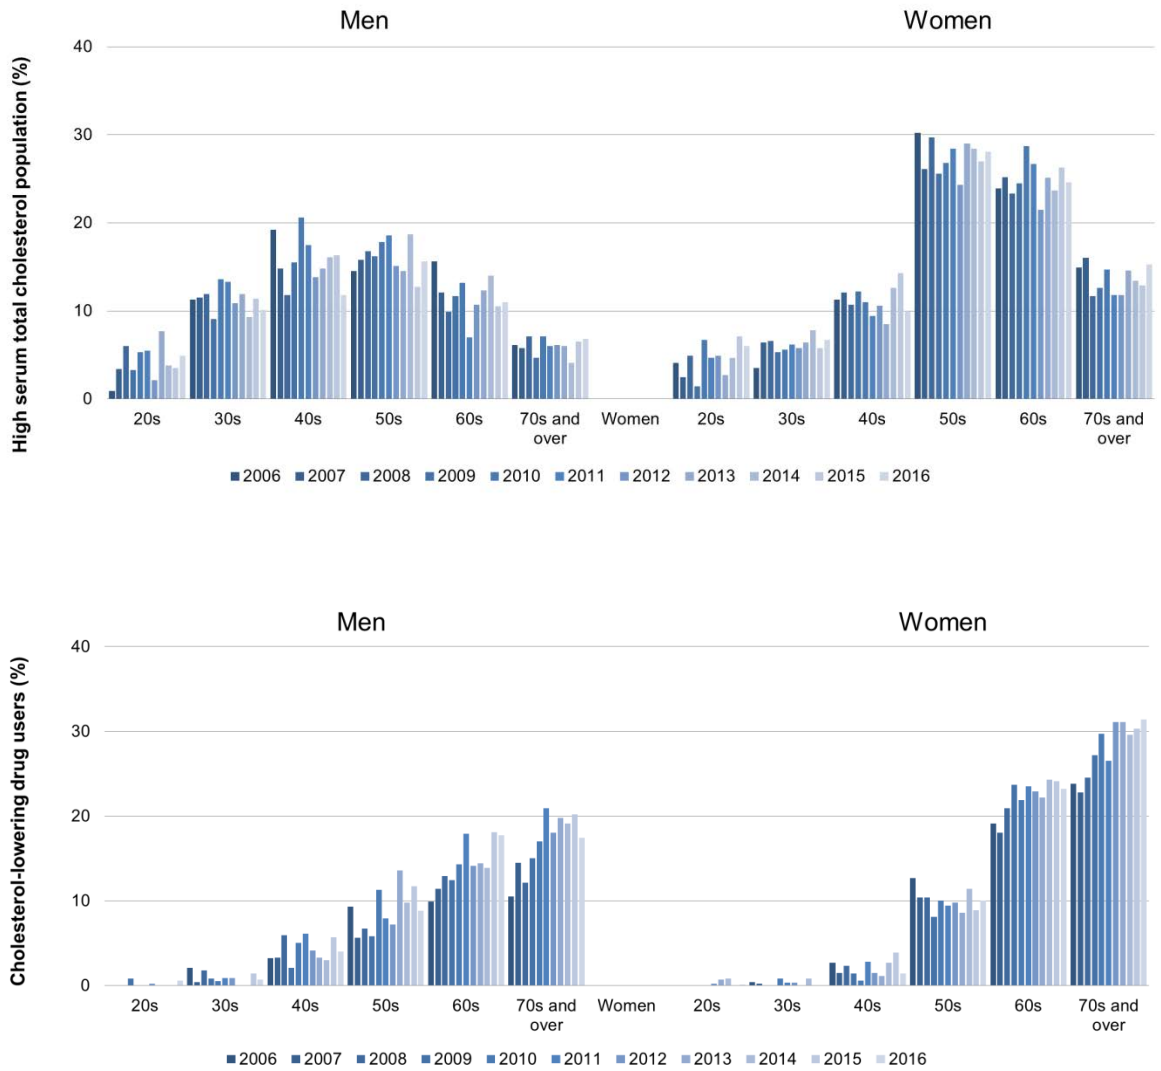 Men Women
High serum total cholesterol population (%)
40
30
20
10
0
20s 30s 40s 50s 60s 70s and over Women 20s 30s 40s 50s 60s 70s and over
2006 2007 2008 2009 2010 2011 2012 2013 2014 2015 2016
Men Women
Cholesterol-lowering drug users (%)
40
30
20
10
0
20s 30s 40s 50s 60s 70s and over Women 20s 30s 40s 50s 60s 70s and over
2006 2007 2008 2009 2010 2011 2012 2013 2014 2015 2016